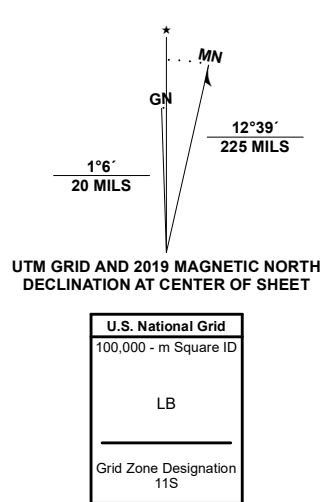 ★
MN
GN
12°39´
225 MILS
1°6´
20 MILS
UTM GRID AND 2019 MAGNETIC NORTH
DECLINATION AT CENTER OF SHEET
U.S. National Grid
100,000 - m Square ID
LB
Grid Zone Designation
11S